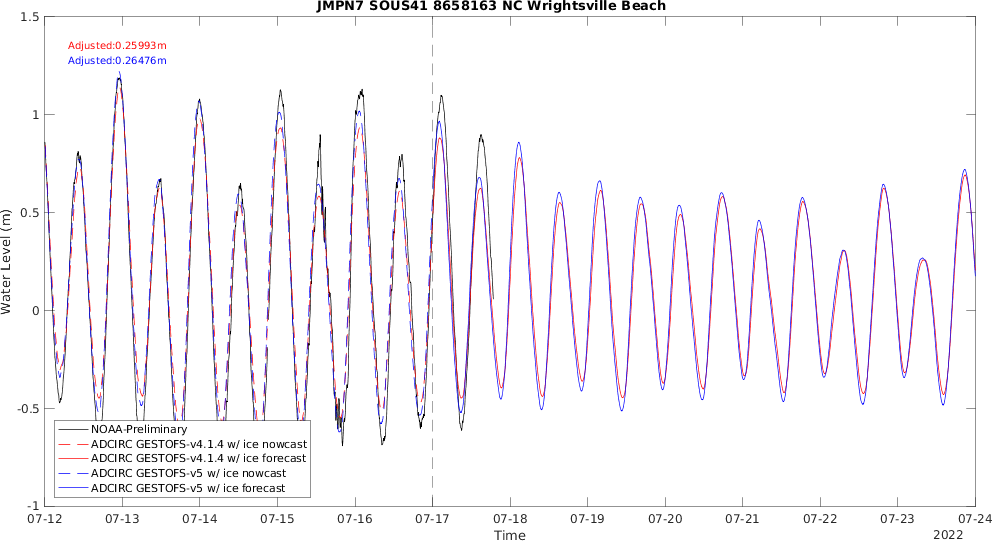 JMPN7 SOUS41 8658163 NC Wrightsville Beach
1.5
Adjusted:0.25993m
Adjusted:0.26476m
1
0.5
Water Level (m)
0
-0.5
NOAA-Preliminary
ADCIRC GESTOFS-v4.1.4 w/ ice nowcast
ADCIRC GESTOFS-v4.1.4 w/ ice forecast
ADCIRC GESTOFS-v5 w/ ice nowcast
ADCIRC GESTOFS-v5 w/ ice forecast
-1
07-12 07-13 07-14 07-15 07-16 07-17 07-18 07-19 07-20 07-21 07-22 07-23 07-24
Time
2022